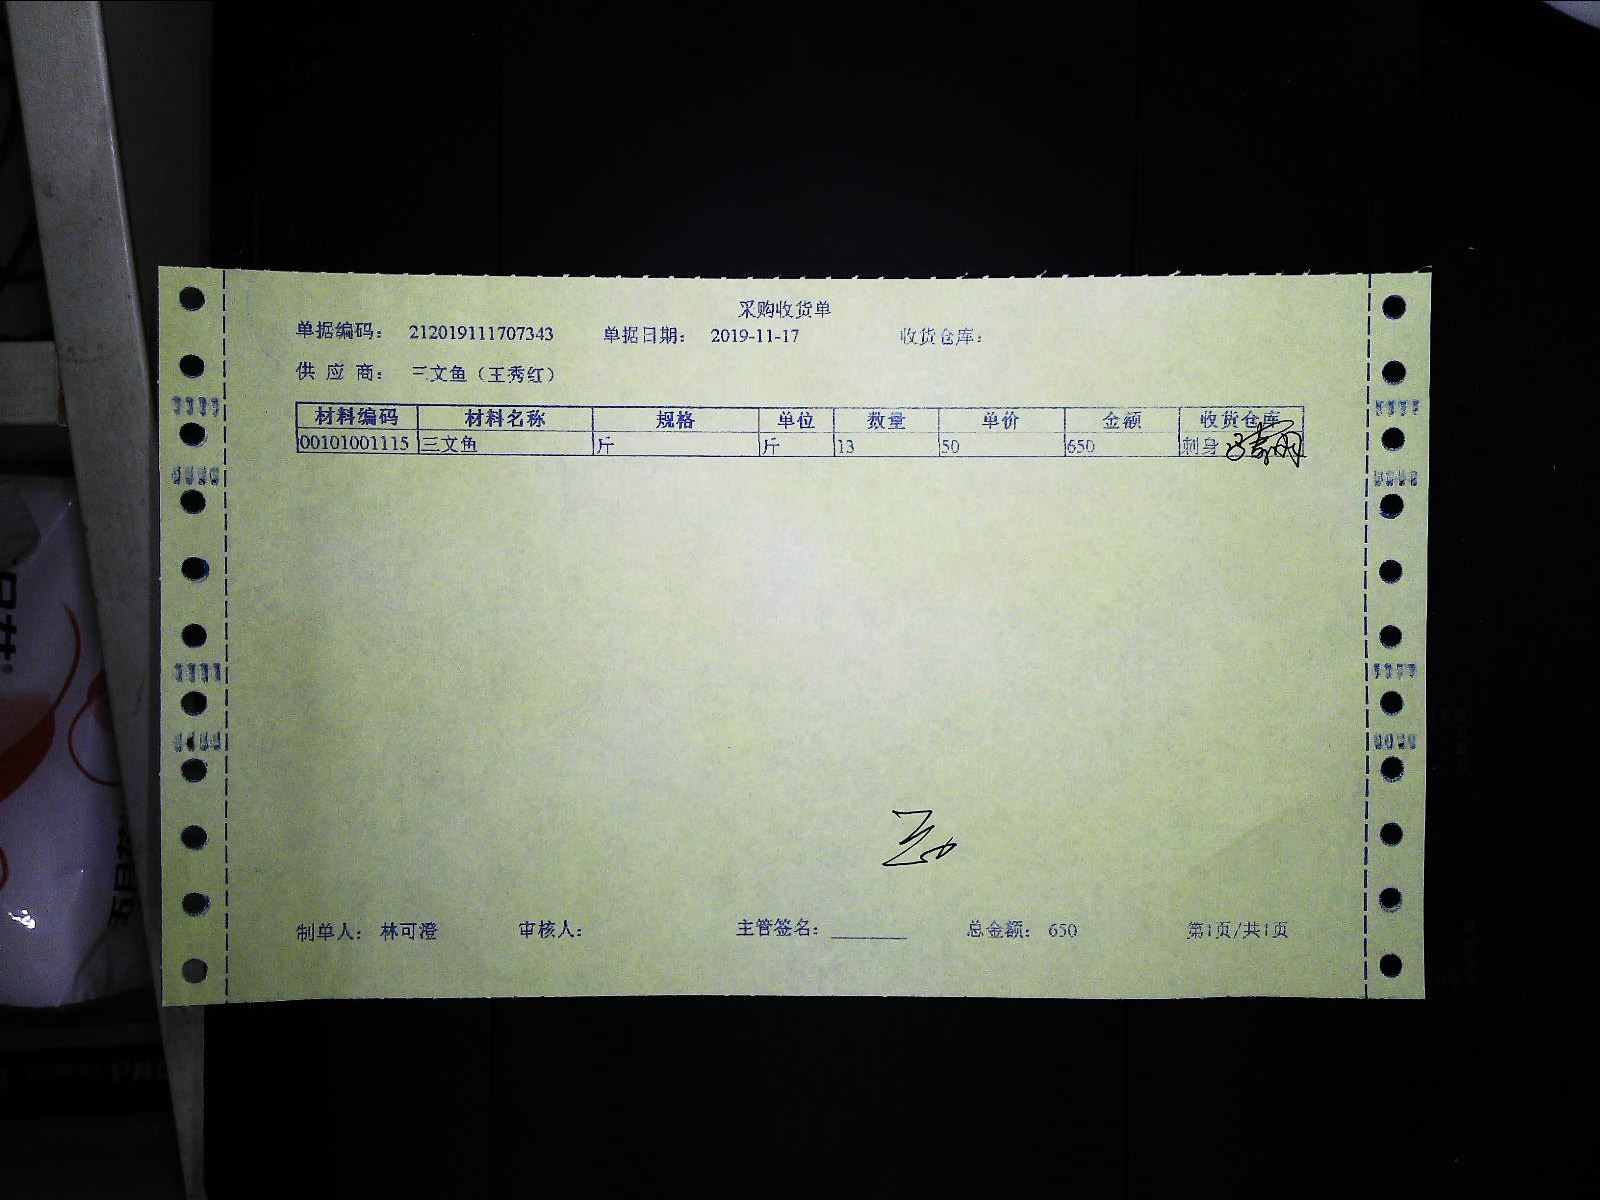 采购收货单
单据编码： 212019111707343 单据日期： 2019-11-17 收货仓库：
供 应 商： 三文鱼（王秀红）
材料编码 材料名称 规格 单位 数量 单价 金额 收货仓库
00101001115 三文鱼 斤 斤 13 50 650 刺身
制单人： 林可澄 审核人： 主管签名： ________ 总金额： 650 第1页/共1页